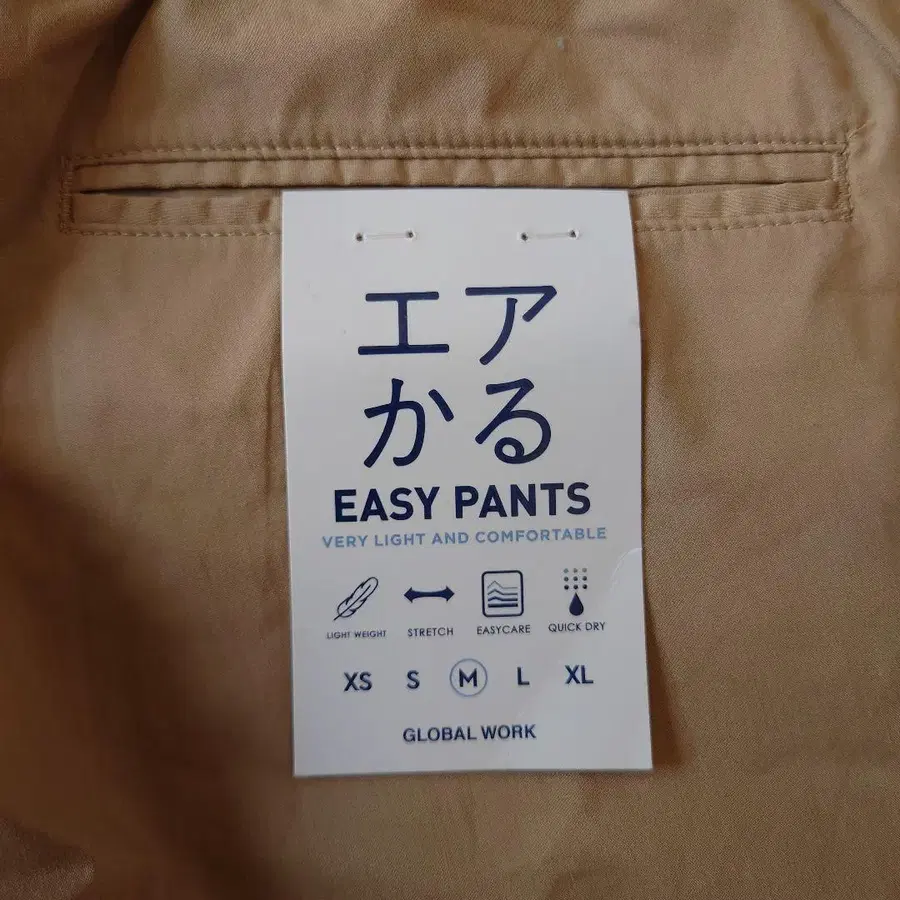 エア
かる
EASY PANTS
VERY LIGHT AND COMFORTABLE
LIGHT WEIGHT STRETCH EASYCARE QUICK DRY
XS S M L XL
GLOBAL WORK